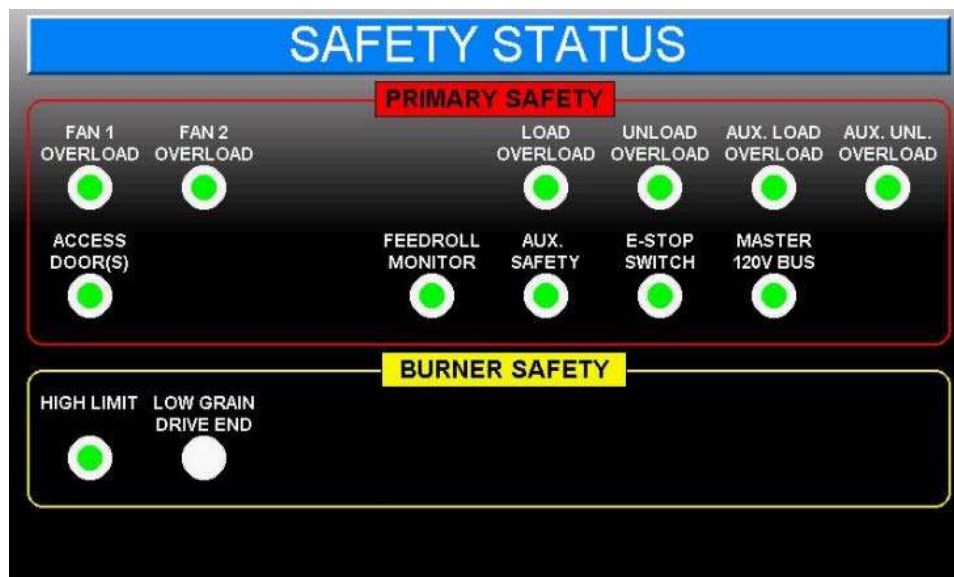 SAFETY STATUS
PRIMARY SAFETY
FAN 1 OVERLOAD
FAN 2 OVERLOAD
LOAD OVERLOAD
UNLOAD OVERLOAD
AUX. LOAD OVERLOAD
AUX. UNL. OVERLOAD
ACCESS DOOR(S)
FEEDROLL MONITOR
AUX. SAFETY
E-STOP SWITCH
MASTER 120V BUS
BURNER SAFETY
HIGH LIMIT
LOW GRAIN DRIVE END